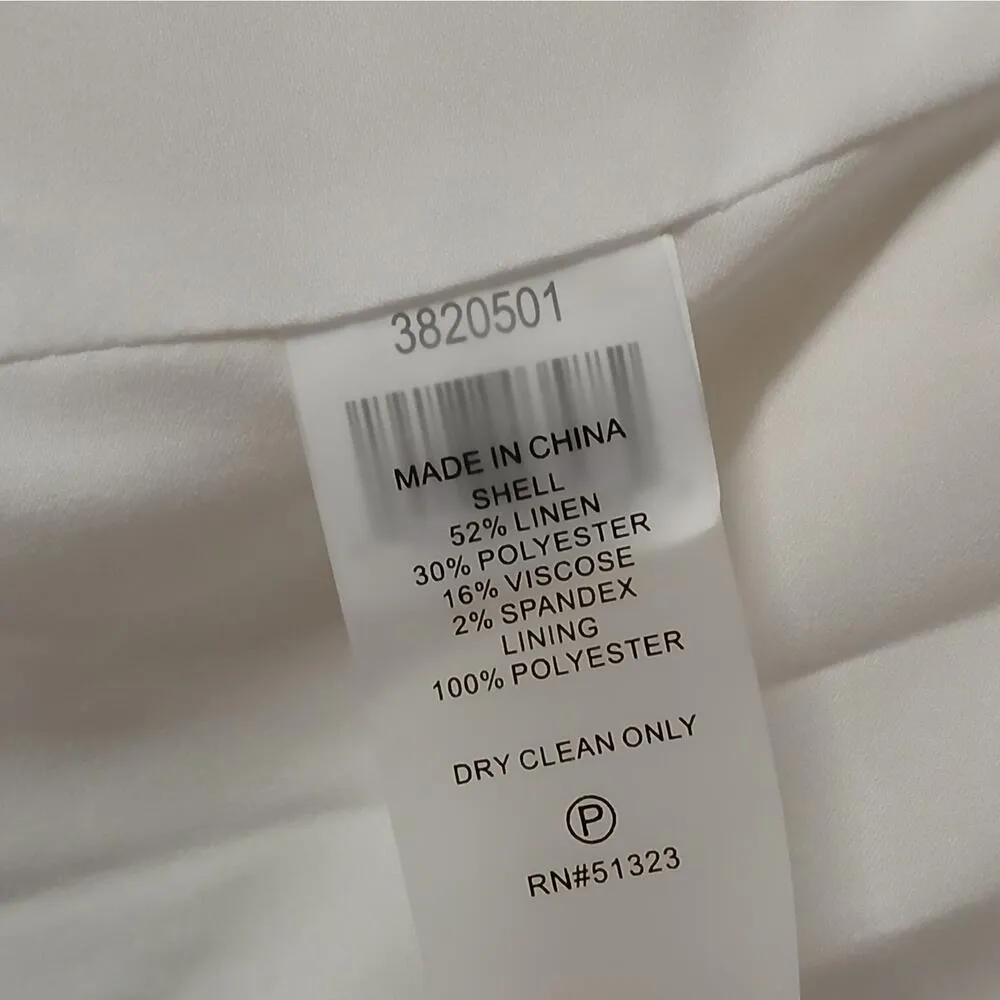 3820501
MADE IN CHINA
SHELL
52% LINEN
30% POLYESTER
16% VISCOSE
2% SPANDEX
LINING
100% POLYESTER
DRY CLEAN ONLY
P
RN#51323